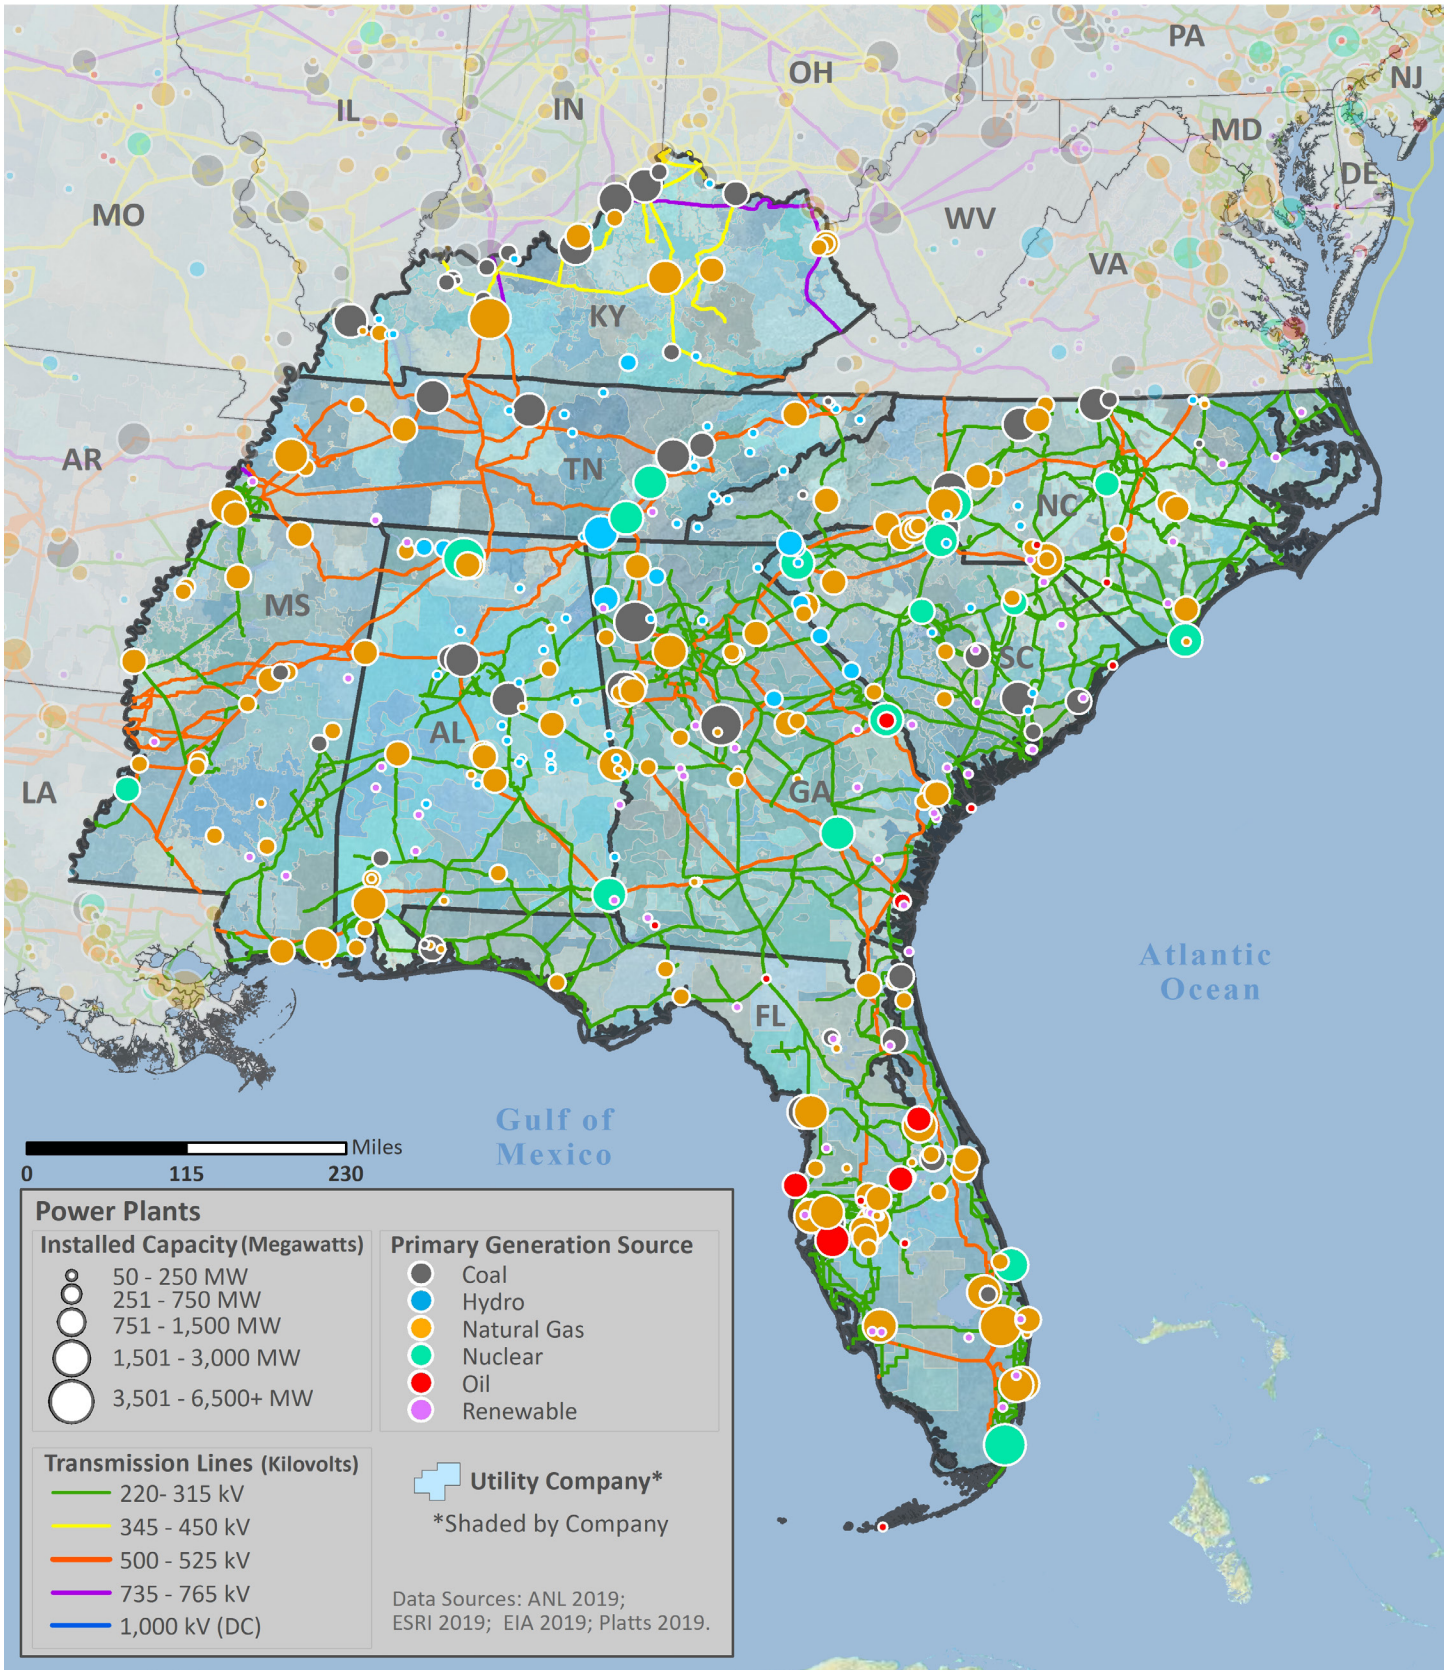 PA
OH
NJ
IL
IN
MD
DE
MO
WV
VA
KY
AR
TN
NC
MS
SC
AL
LA
GA
Atlantic
Ocean
FL
Gulf of
Mexico
Miles
0 115 230
Power Plants
Installed Capacity (Megawatts)
50 - 250 MW
251 - 750 MW
751 - 1,500 MW
1,501 - 3,000 MW
3,501 - 6,500+ MW
Primary Generation Source
Coal
Hydro
Natural Gas
Nuclear
Oil
Renewable
Transmission Lines (Kilovolts)
220- 315 kV
345 - 450 kV
500 - 525 kV
735 - 765 kV
1,000 kV (DC)
Utility Company*
*Shaded by Company
Data Sources: ANL 2019;
ESRI 2019; EIA 2019; Platts 2019.